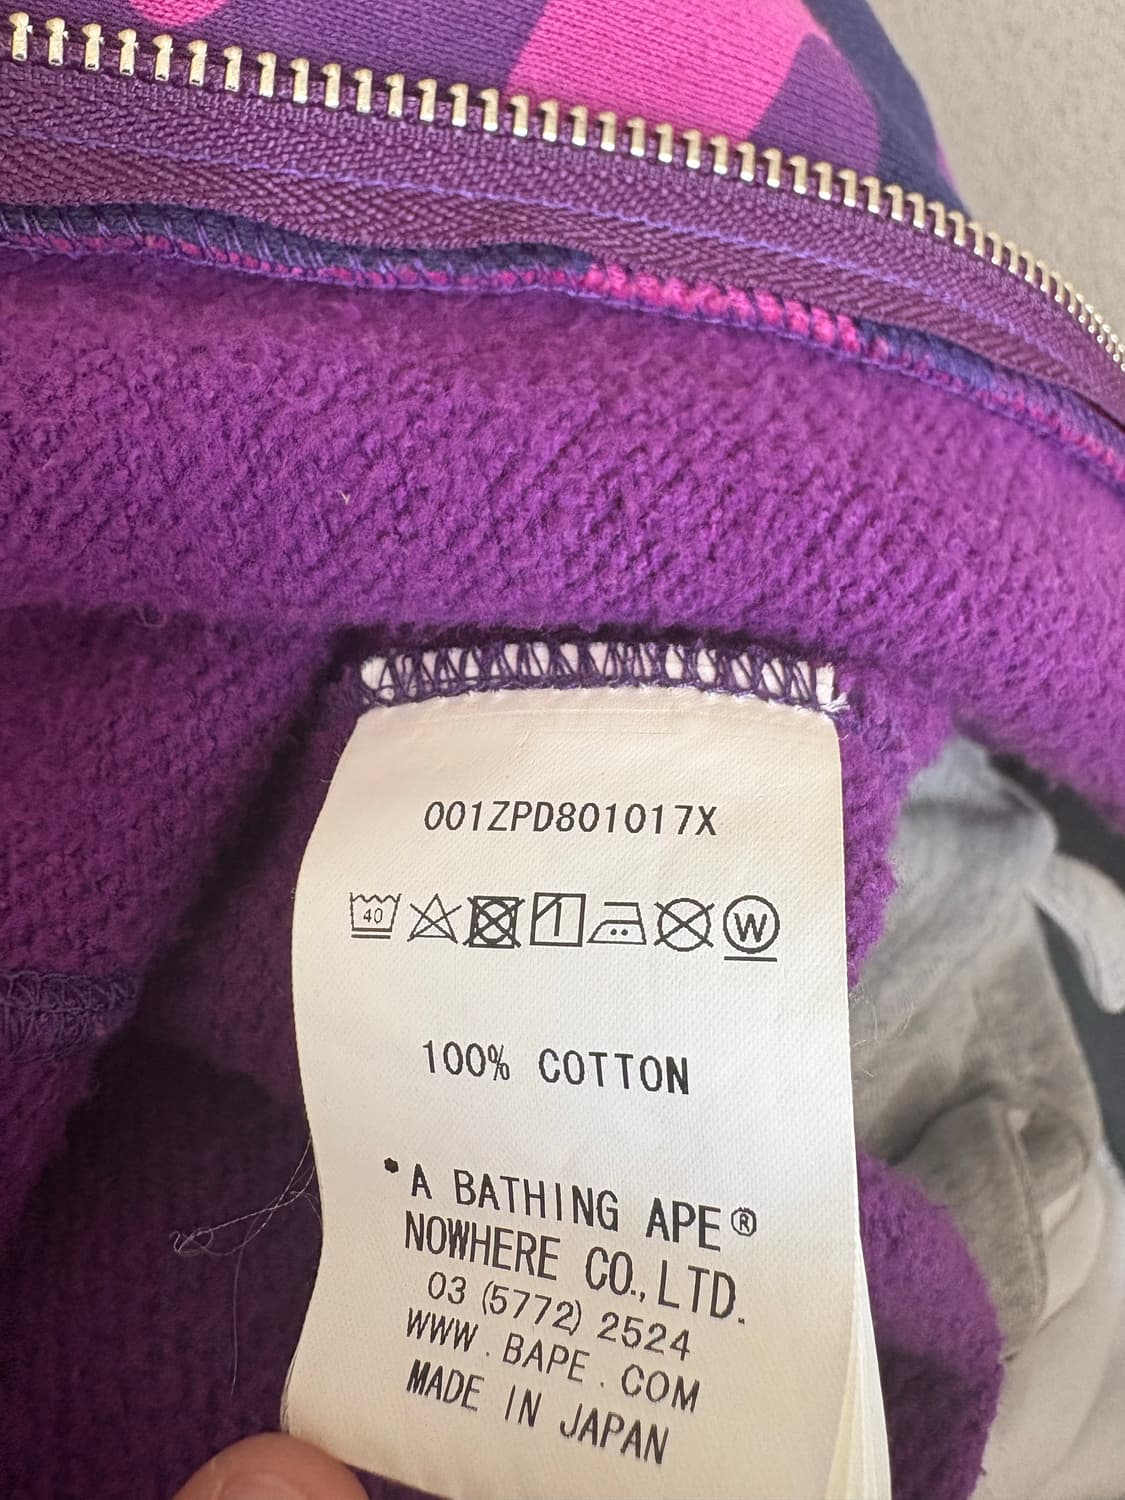 001ZPD801017X
40 W
100% COTTON
*A BATHING APE®
NOWHERE CO., LTD.
03 (5772) 2524
WWW.BAPE.COM
MADE IN JAPAN